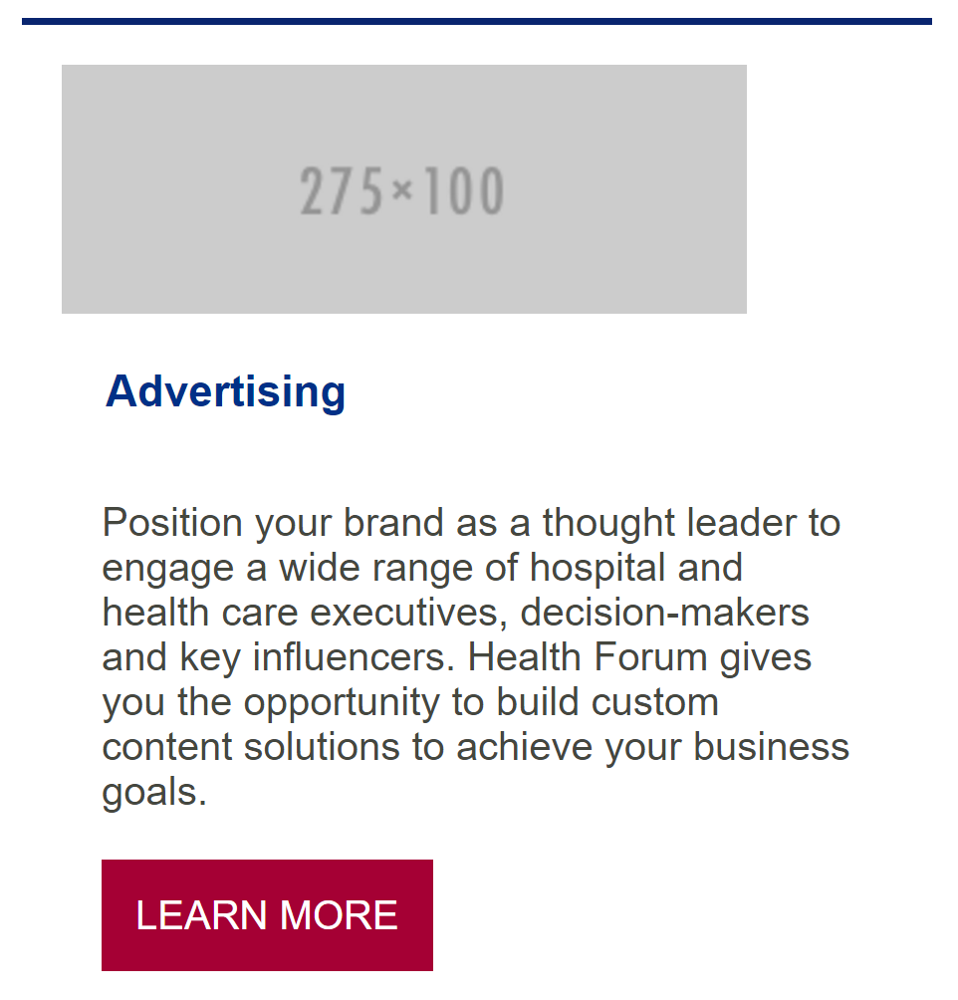 275×100
Advertising
Position your brand as a thought leader to
engage a wide range of hospital and
health care executives, decision-makers
and key influencers. Health Forum gives
you the opportunity to build custom
content solutions to achieve your business
goals.
LEARN MORE